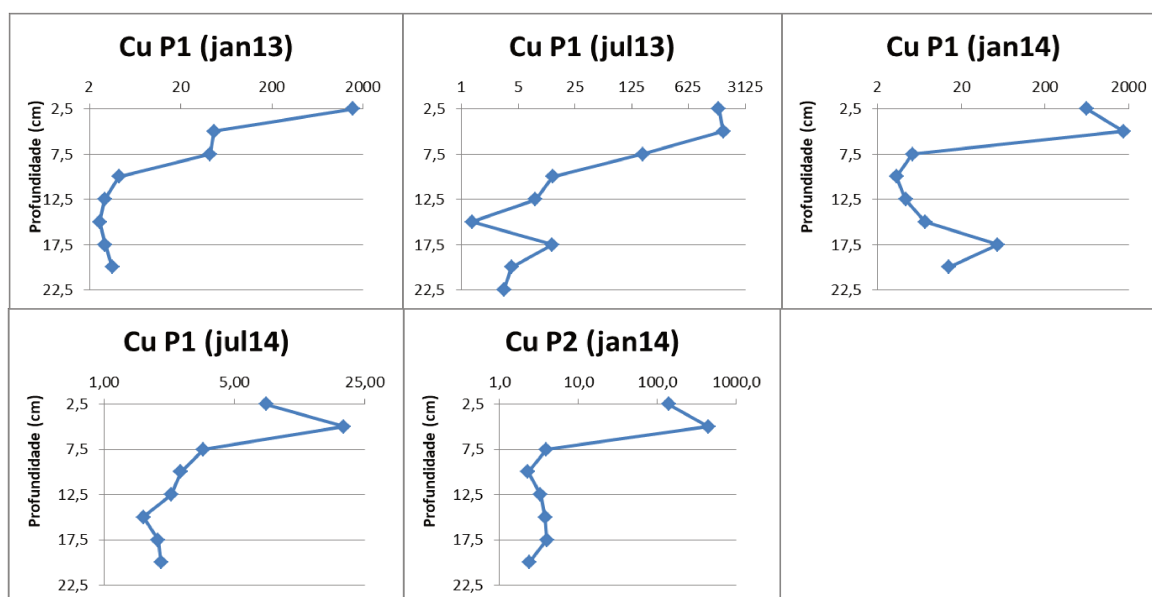 Cu P1 (jan13)
2 20 200 2000
Profundidade (cm)
2,5
7,5
12,5
17,5
22,5
Cu P1 (jul13)
1 5 25 125 625 3125
2,5
7,5
12,5
17,5
22,5
Cu P1 (jan14)
2 20 200 2000
Profundidade (cm)
2,5
7,5
12,5
17,5
22,5
Cu P1 (jul14)
1,00 5,00 25,00
Profundidade (cm)
2,5
7,5
12,5
17,5
22,5
Cu P2 (jan14)
1,0 10,0 100,0 1000,0
Profundidade (cm)
2,5
7,5
12,5
17,5
22,5